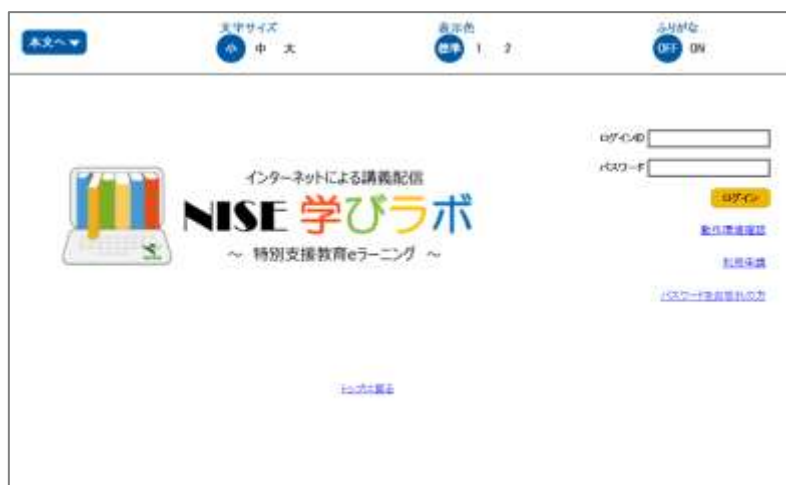 本文へ▼
文字サイズ
小 中 大
表示色
標準 1 2
ふりがな
OFF ON
ログインID
パスワード
ログイン
動作環境確認
利用申請
パスワードをお忘れの方
インターネットによる講義配信
NISE 学びラボ
～ 特別支援教育eラーニング ～
トップに戻る